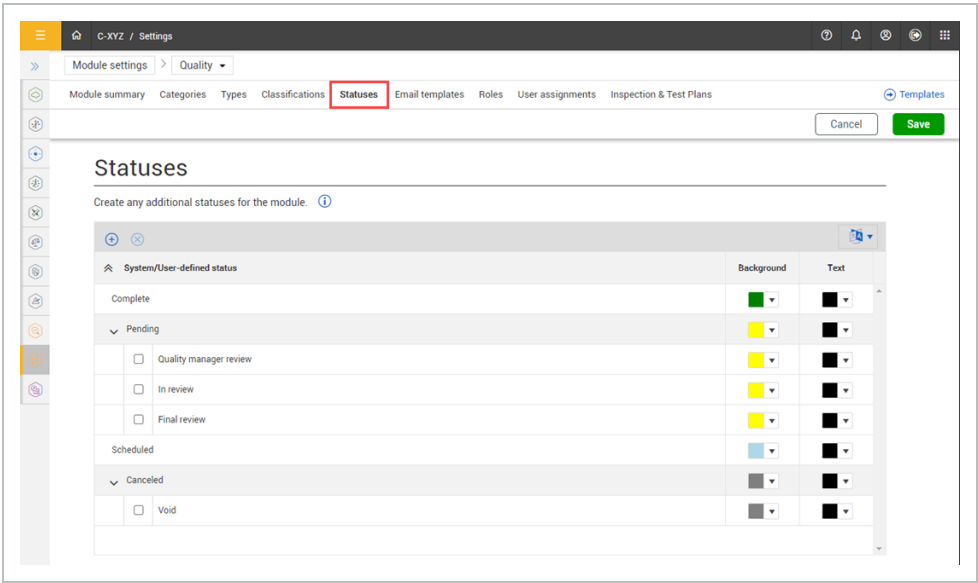 C-XYZ / Settings
Module settings > Quality
Module summary Categories Types Classifications Statuses Email templates Roles User assignments Inspection & Test Plans Templates
Cancel Save
Statuses
Create any additional statuses for the module.
System/User-defined status Background Text
Complete
Pending
Quality manager review
In review
Final review
Scheduled
Canceled
Void